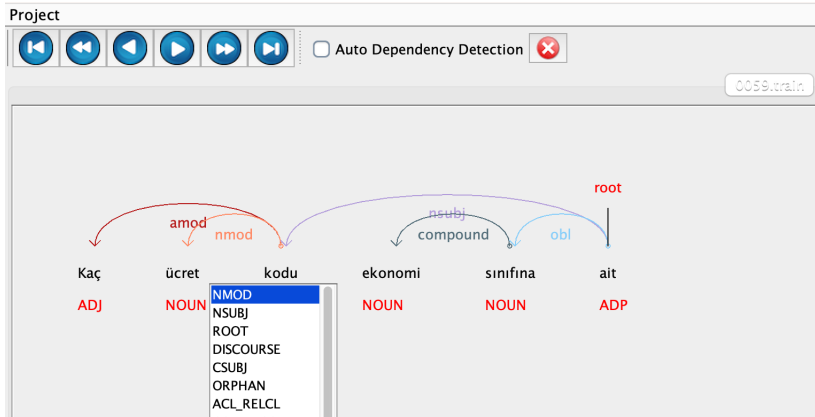 Project
Auto Dependency Detection
0059.train
root
nsubj
amod
nmod
compound
obl
Kaç ücret kodu ekonomi sınıfına ait
ADJ NOUN NOUN NOUN ADP
NMOD
NSUBJ
ROOT
DISCOURSE
CSUBJ
ORPHAN
ACL_RELCL